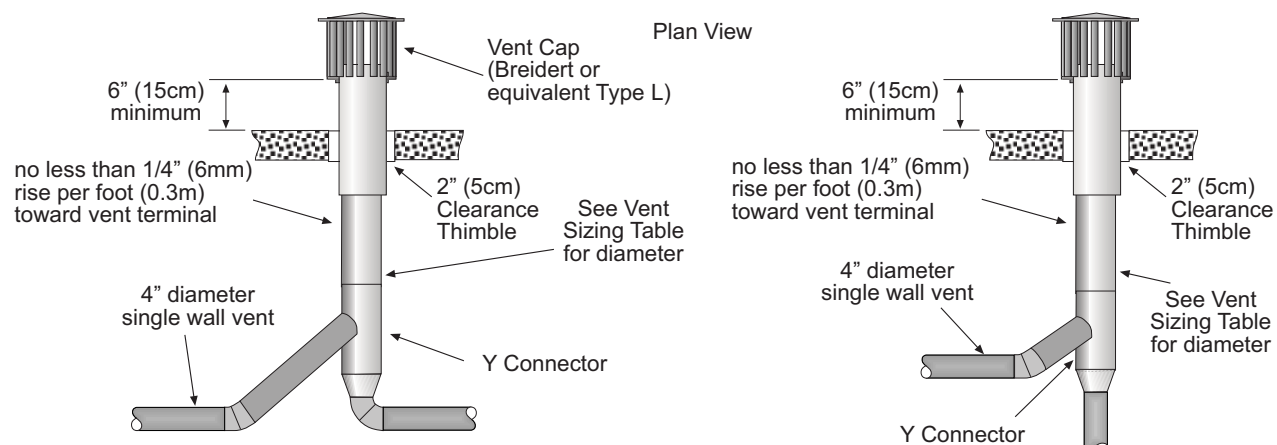 Plan View
Vent Cap
(Breidert or
equivalent Type L)
6” (15cm)
minimum
no less than 1/4” (6mm)
rise per foot (0.3m)
toward vent terminal
2” (5cm)
Clearance
Thimble
See Vent
Sizing Table
for diameter
4” diameter
single wall vent
Y Connector
6” (15cm)
minimum
no less than 1/4” (6mm)
rise per foot (0.3m)
toward vent terminal
2” (5cm)
Clearance
Thimble
4” diameter
single wall vent
See Vent
Sizing Table
for diameter
Y Connector